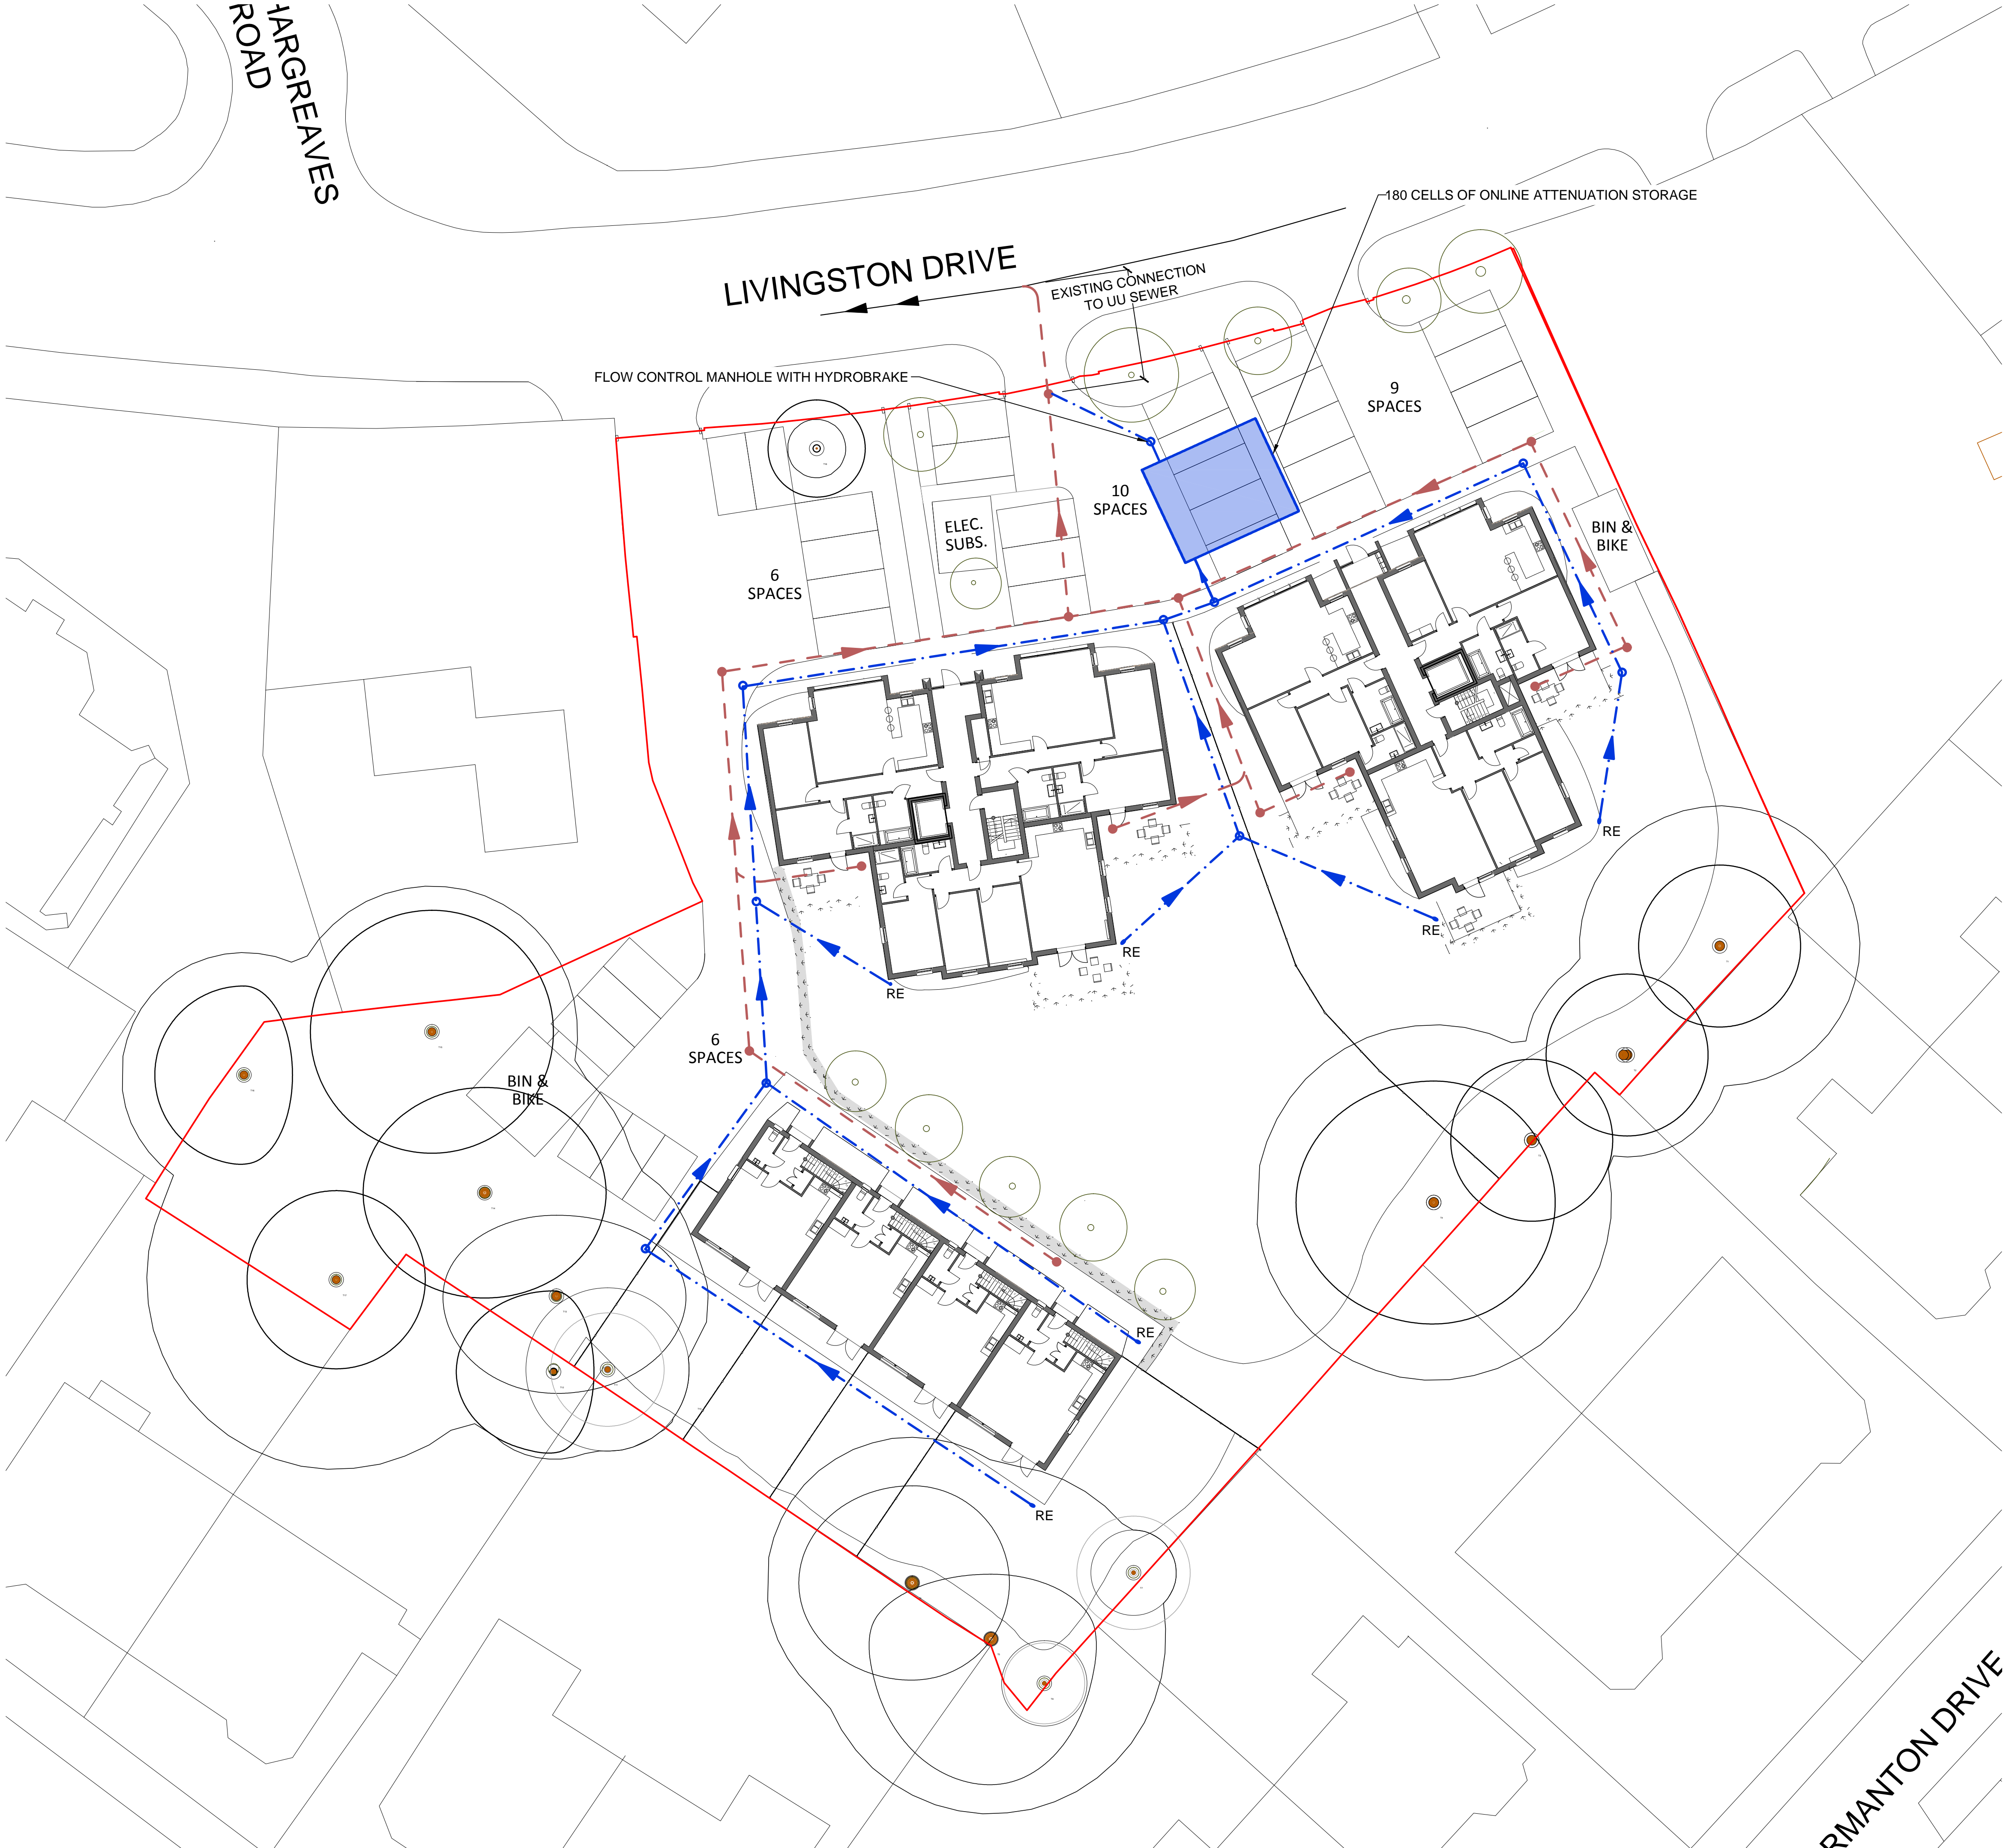 HARGREAVES
ROAD
180 CELLS OF ONLINE ATTENUATION STORAGE
LIVINGSTON DRIVE
EXISTING CONNECTION
TO UU SEWER
FLOW CONTROL MANHOLE WITH HYDROBRAKE
9
SPACES
10
SPACES
ELEC.
SUBS.
BIN &
BIKE
6
SPACES
RE
RE
RE
RE
6
SPACES
BIN &
BIKE
RE
RE
RMANTON DRIVE